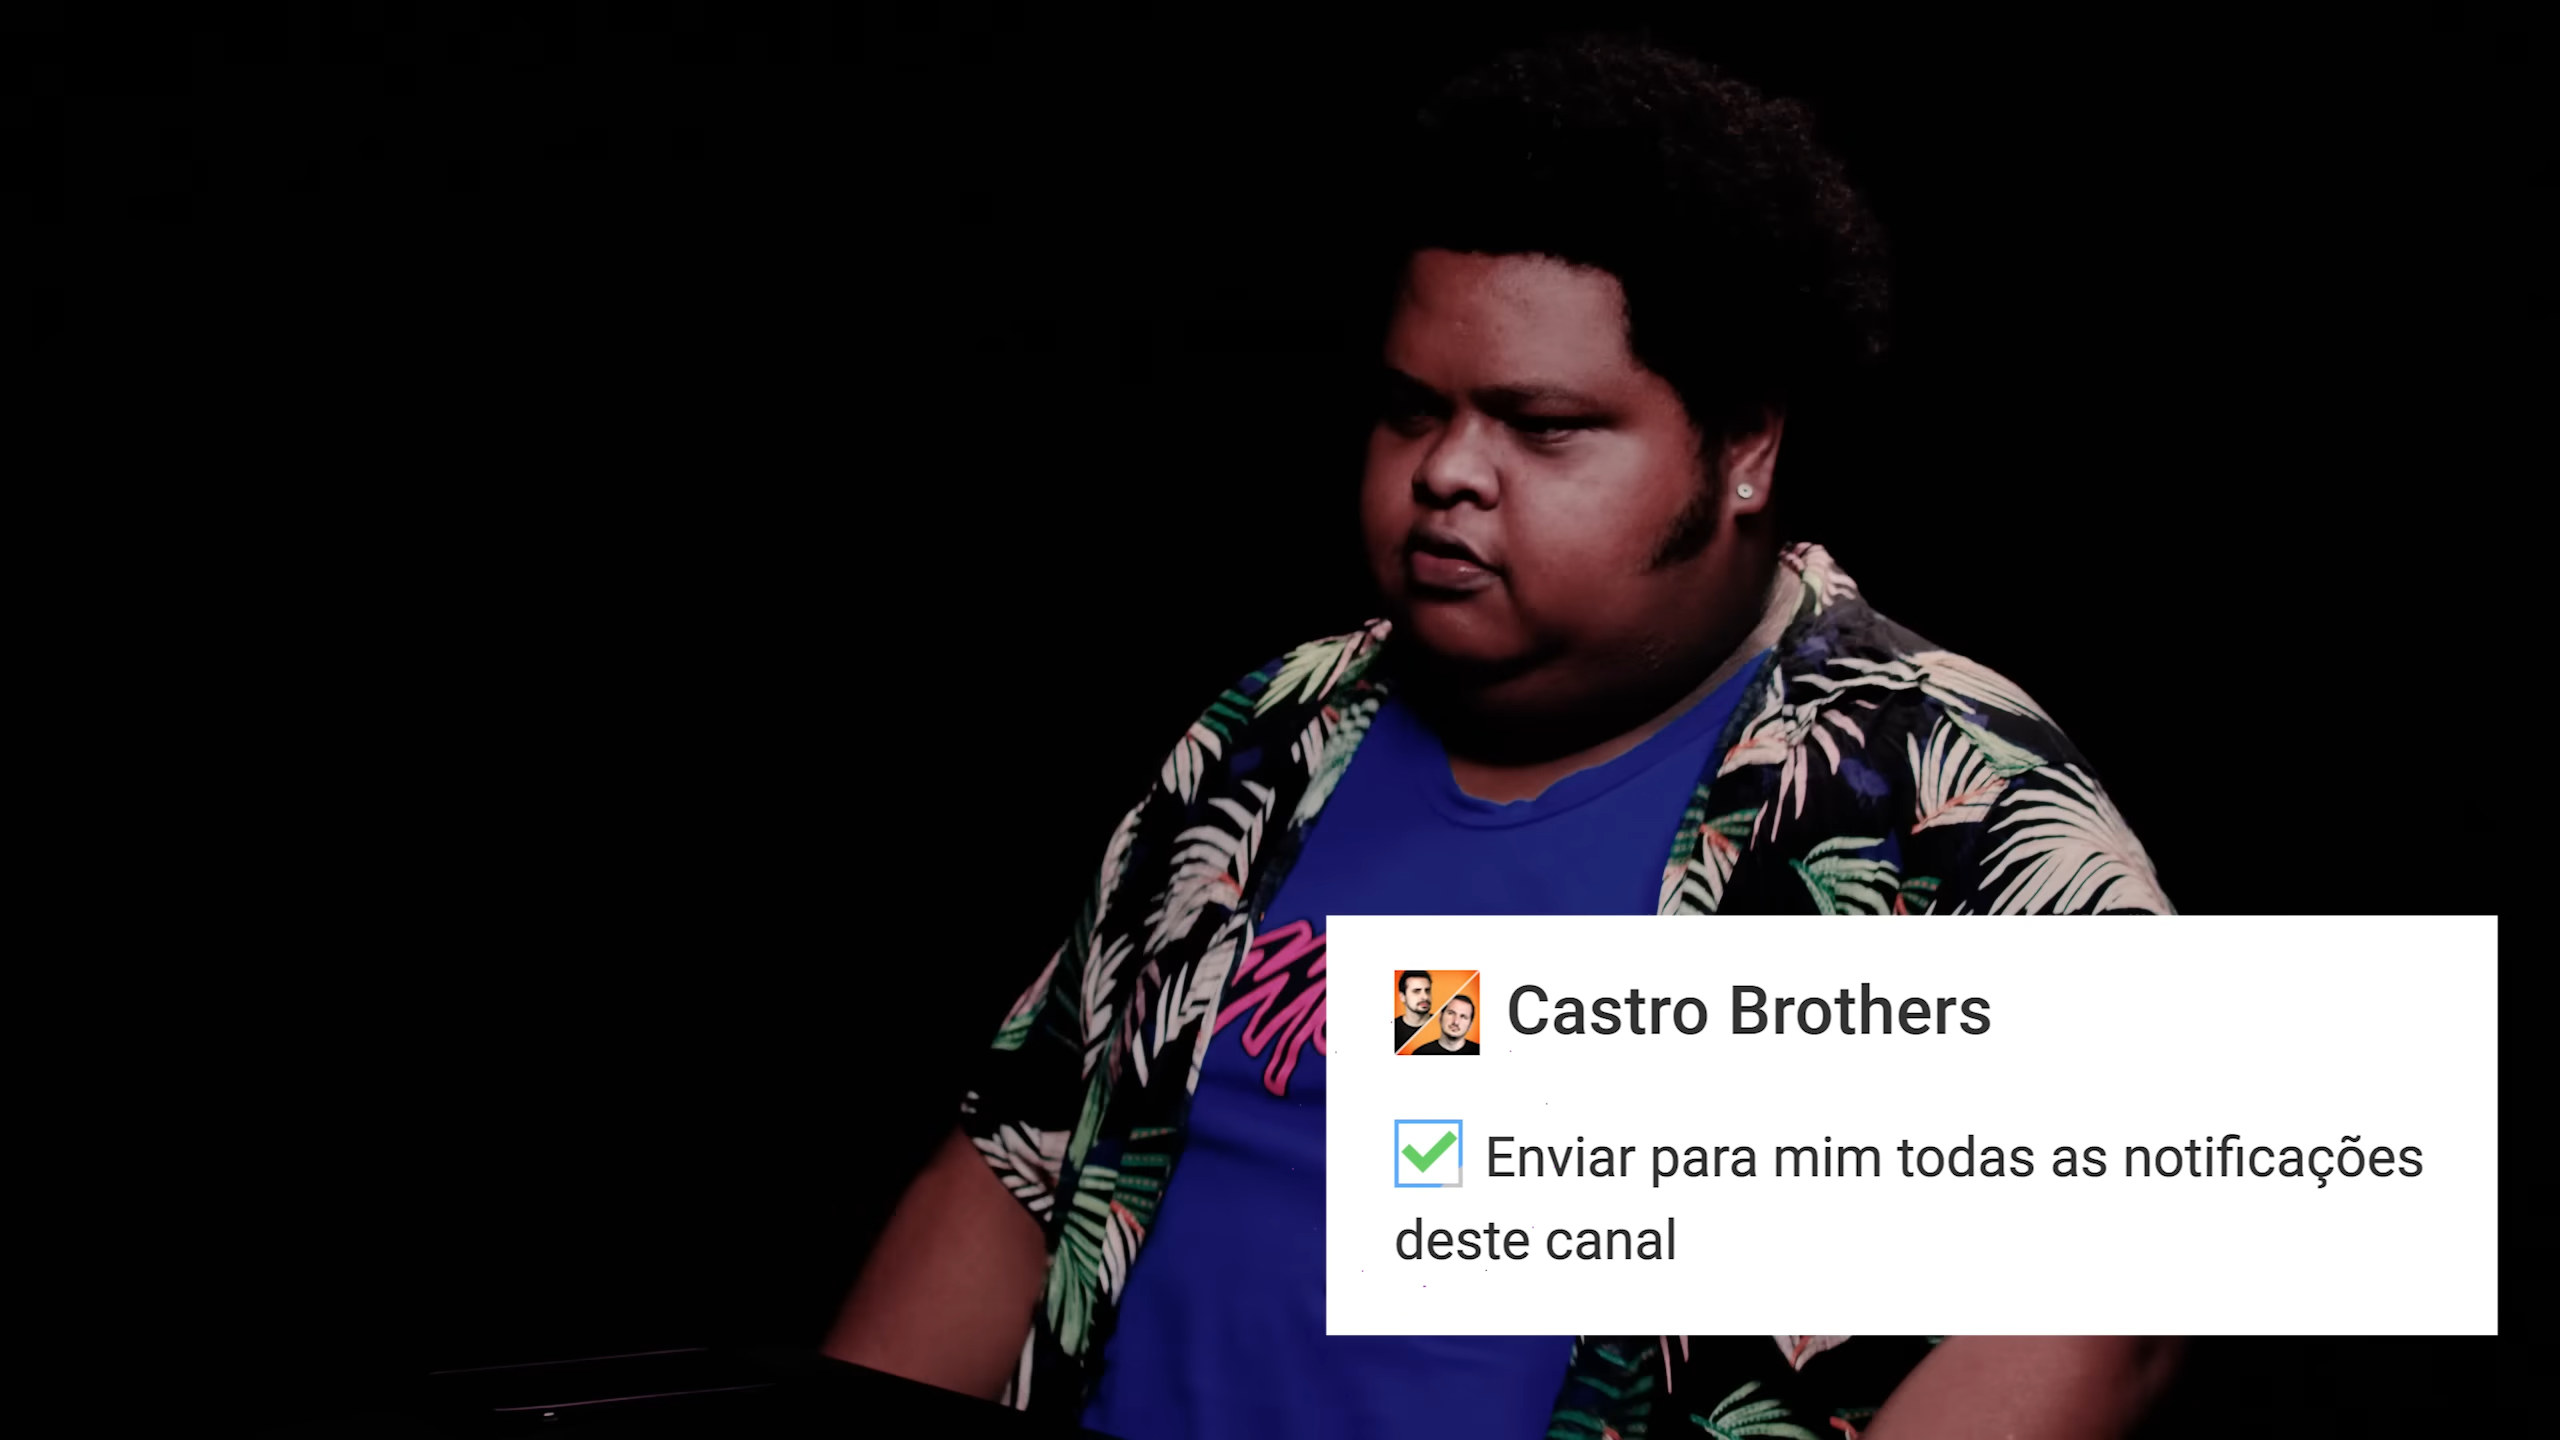 Castro Brothers
Enviar para mim todas as notificações
deste canal